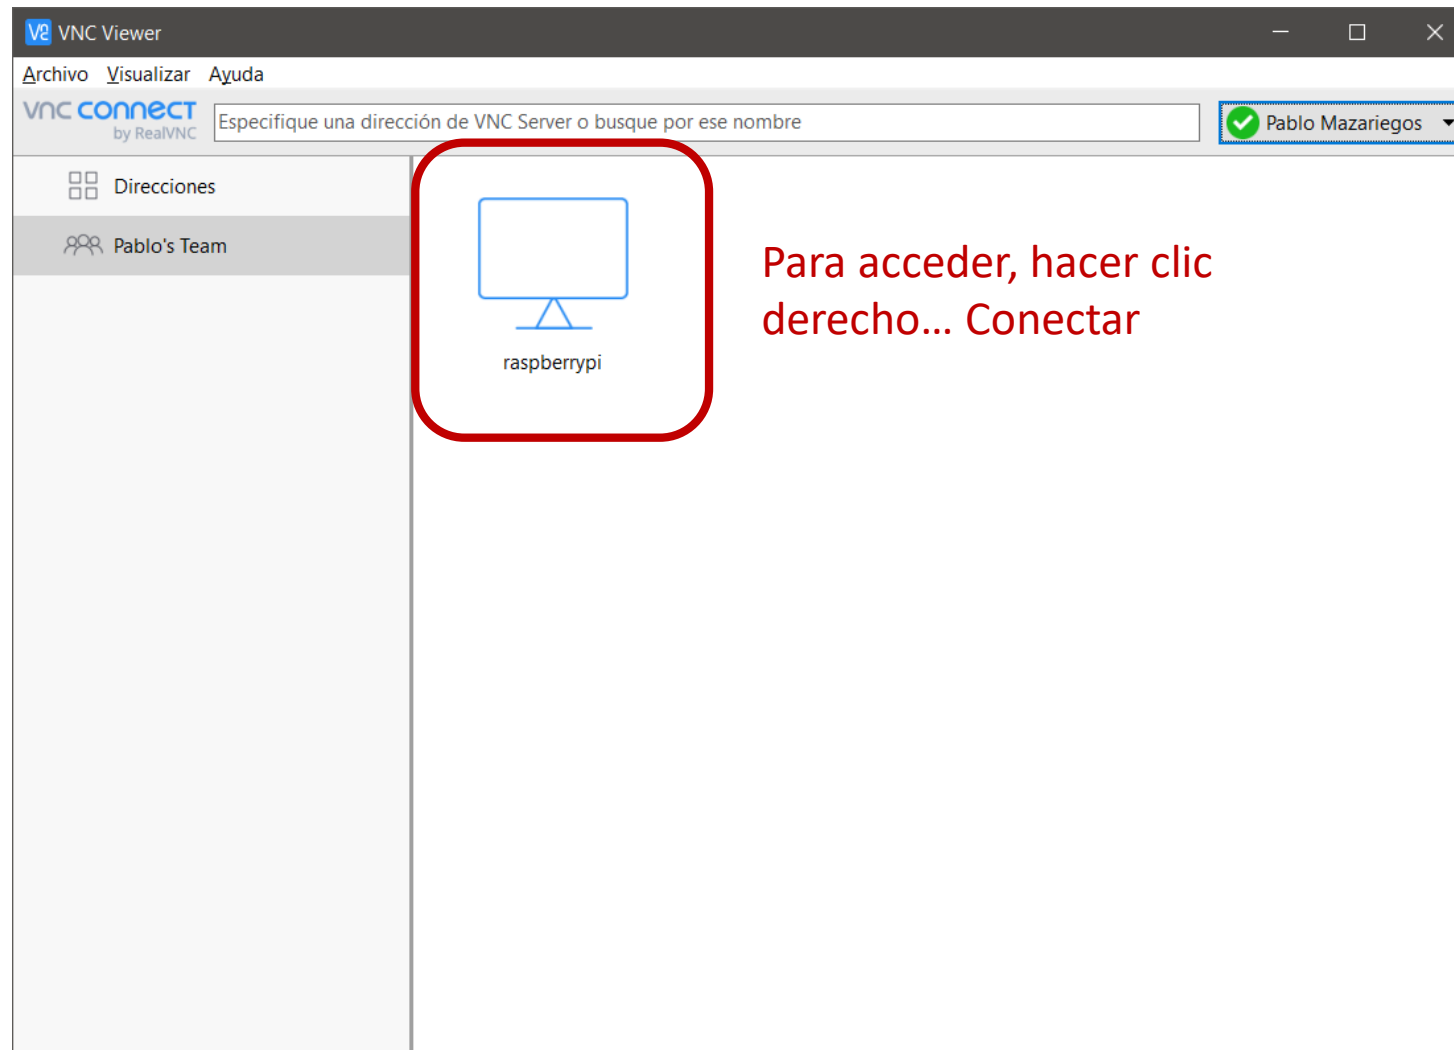 VNC Viewer
Archivo Visualizar Ayuda
vnc connect
by RealVNC
Especifique una dirección de VNC Server o busque por ese nombre
Pablo Mazariegos
Direcciones
Pablo's Team
raspberrypi
Para acceder, hacer clic
derecho... Conectar